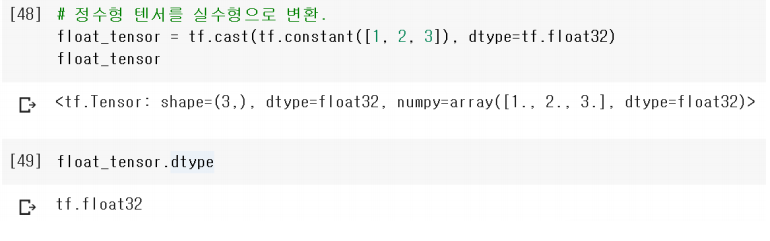 [48] # 정수형 텐서를 실수형으로 변환.
float_tensor = tf.cast(tf.constant([1, 2, 3]), dtype=tf.float32)
float_tensor
<tf.Tensor: shape=(3,), dtype=float32, numpy=array([1., 2., 3.], dtype=float32)>
[49] float_tensor.dtype
tf.float32